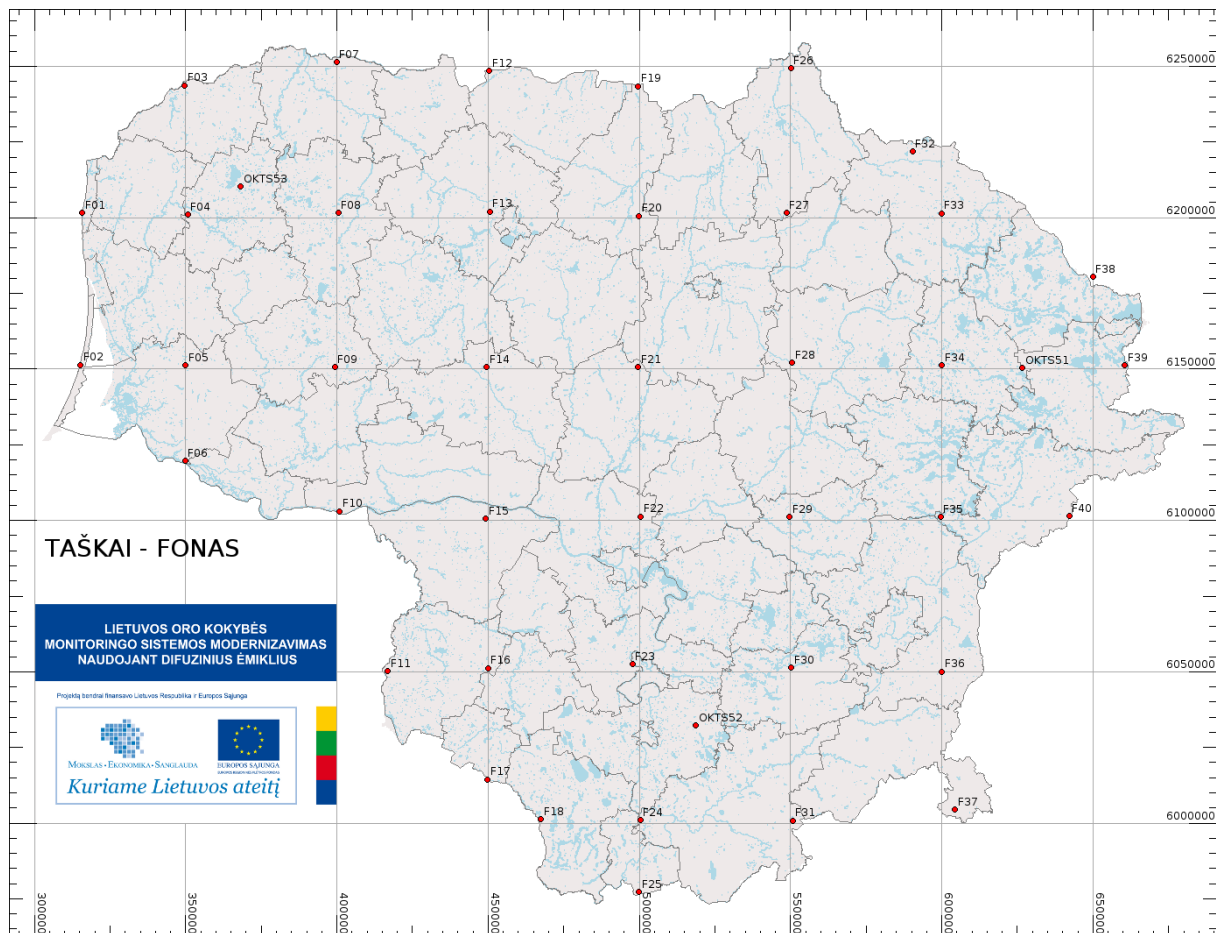 F07
F12
F26
6250000
F03
F19
F32
OKTS53
F01
F04
F08
F13
F20
F27
F33
6200000
F38
F02
F05
F09
F14
F21
F28
F34
OKTS51
F39
6150000
F06
F10
F15
F22
F29
F35
F40
6100000
TAŠKAI - FONAS
LIETUVOS ORO KOKYBĖS
MONITORINGO SISTEMOS MODERNIZAVIMAS
NAUDOJANT DIFUZINIUS ĖMIKLIUS
F11
F16
F23
F30
F36
6050000
Projektą bendrai finansavo Lietuvos Respublika ir Europos Sąjunga
OKTS52
MOKSLAS • EKONOMIKA • SANGLAUDA
EUROPOS SĄJUNGA
Kuriame Lietuvos ateitį
F17
F18
F24
F31
F37
6000000
F25
300000
350000
400000
450000
500000
550000
600000
650000